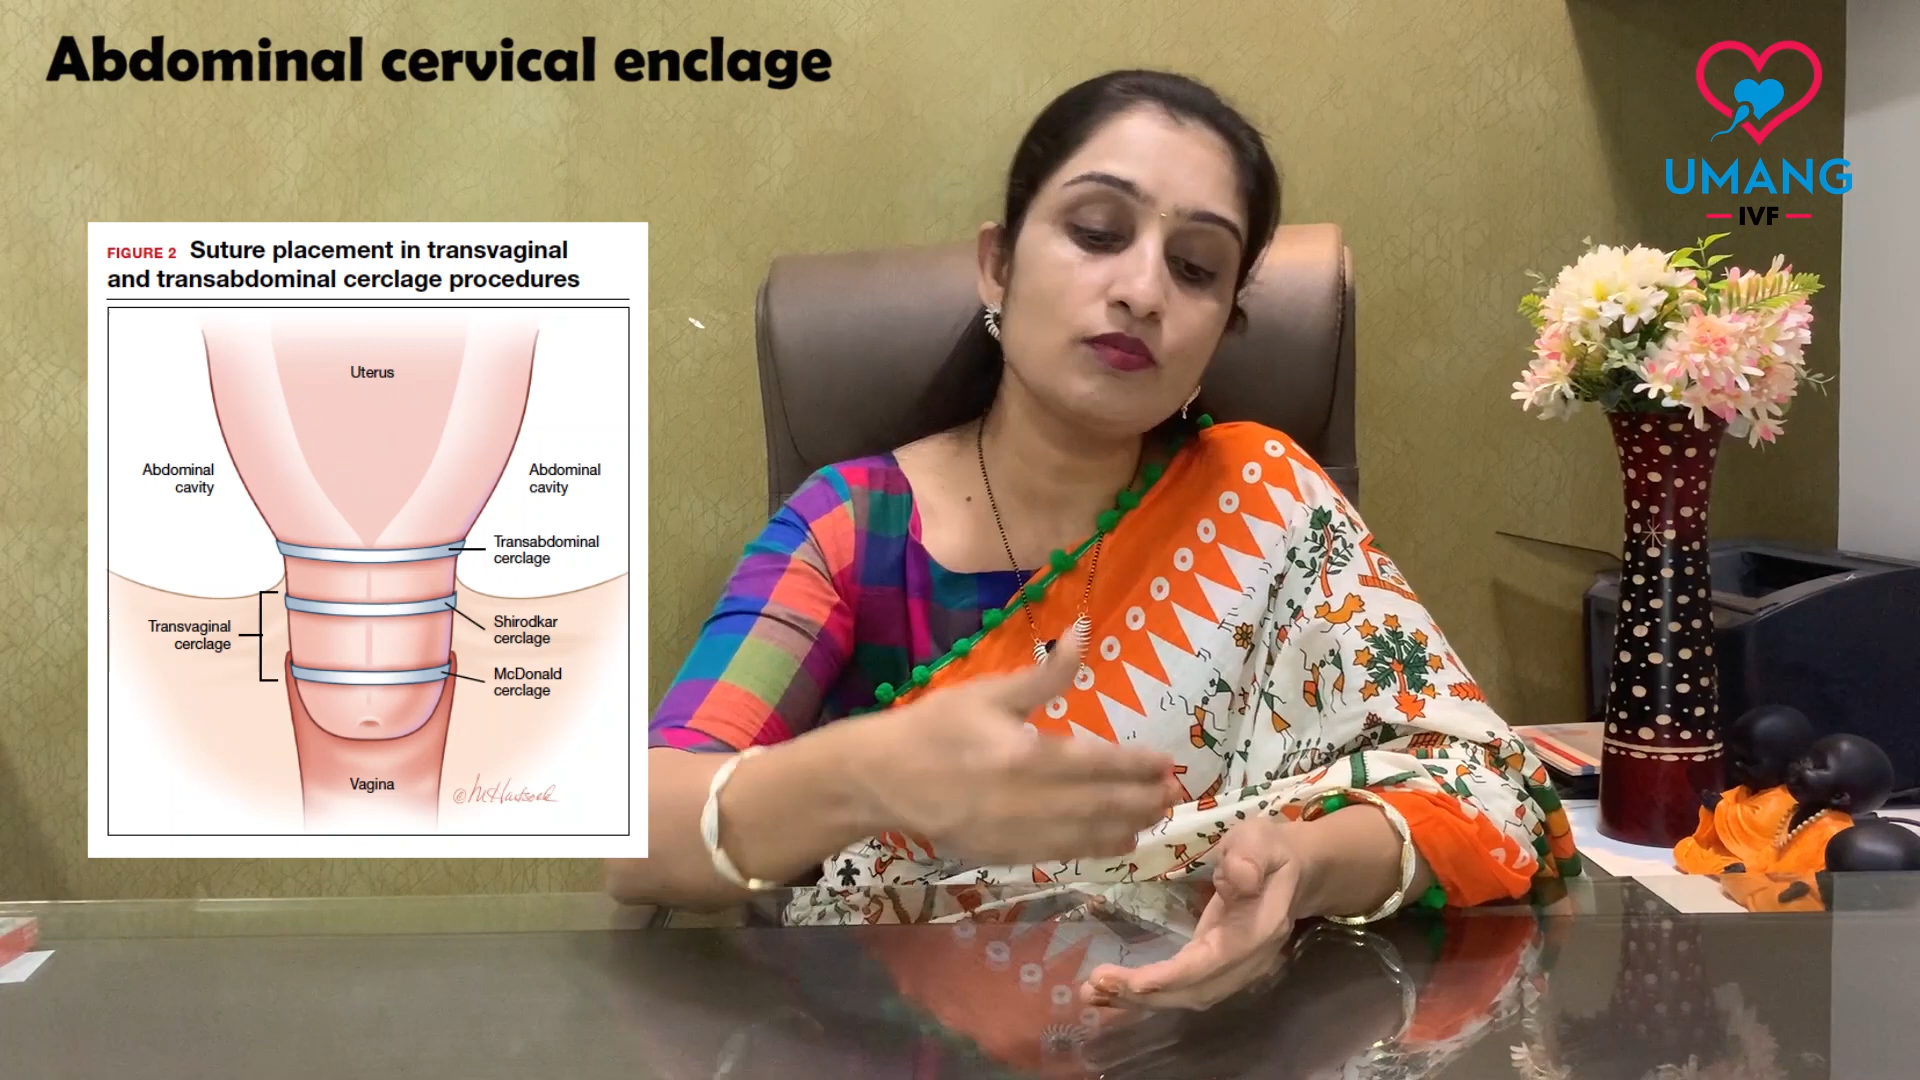 Abdominal cervical enclage
UMANG
IVF
FIGURE 2 Suture placement in transvaginal
and transabdominal cerclage procedures
Uterus
Abdominal
cavity
Abdominal
cavity
Transabdominal
cerclage
Transvaginal
cerclage
Shirodkar
cerclage
McDonald
cerclage
Vagina